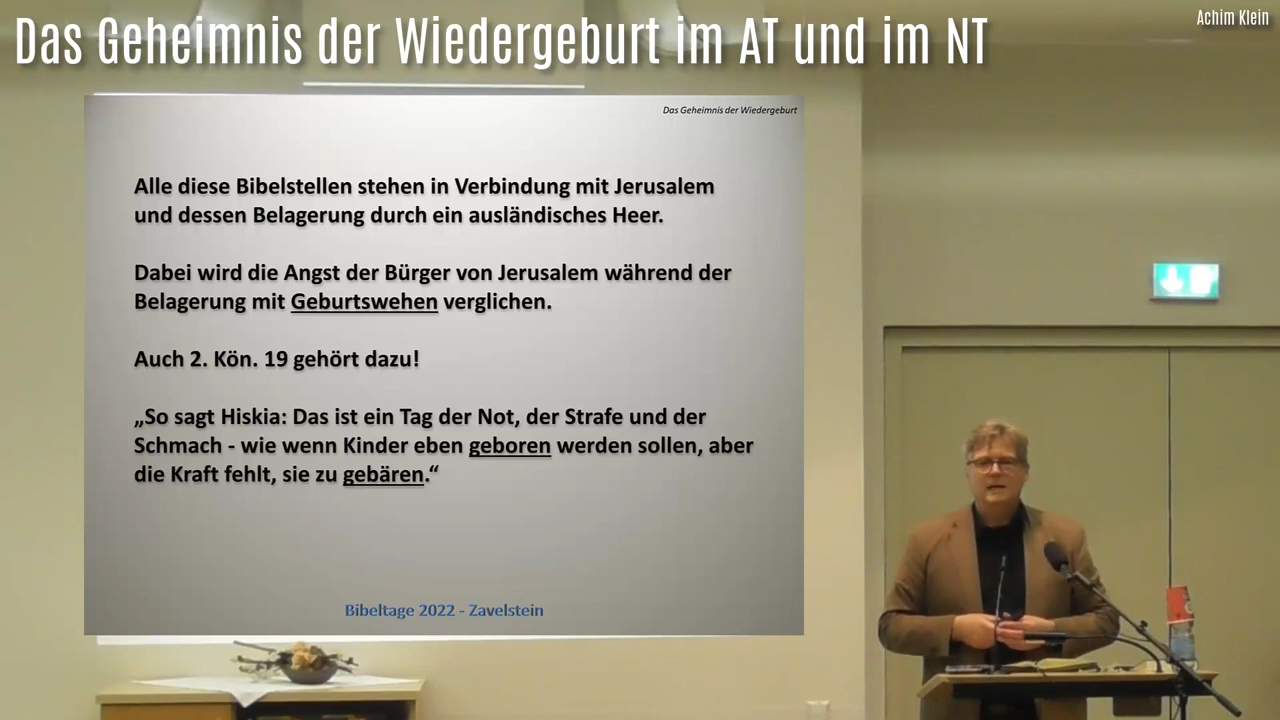 Das Geheimnis der Wiedergeburt im AT und im NT
Achim Klein
Das Geheimnis der Wiedergeburt
Alle diese Bibelstellen stehen in Verbindung mit Jerusalem
und dessen Belagerung durch ein ausländisches Heer.
Dabei wird die Angst der Bürger von Jerusalem während der
Belagerung mit Geburtswehen verglichen.
Auch 2. Kön. 19 gehört dazu!
„So sagt Hiskia: Das ist ein Tag der Not, der Strafe und der
Schmach - wie wenn Kinder eben geboren werden sollen, aber
die Kraft fehlt, sie zu gebären.“
Bibeltage 2022 - Zavelstein